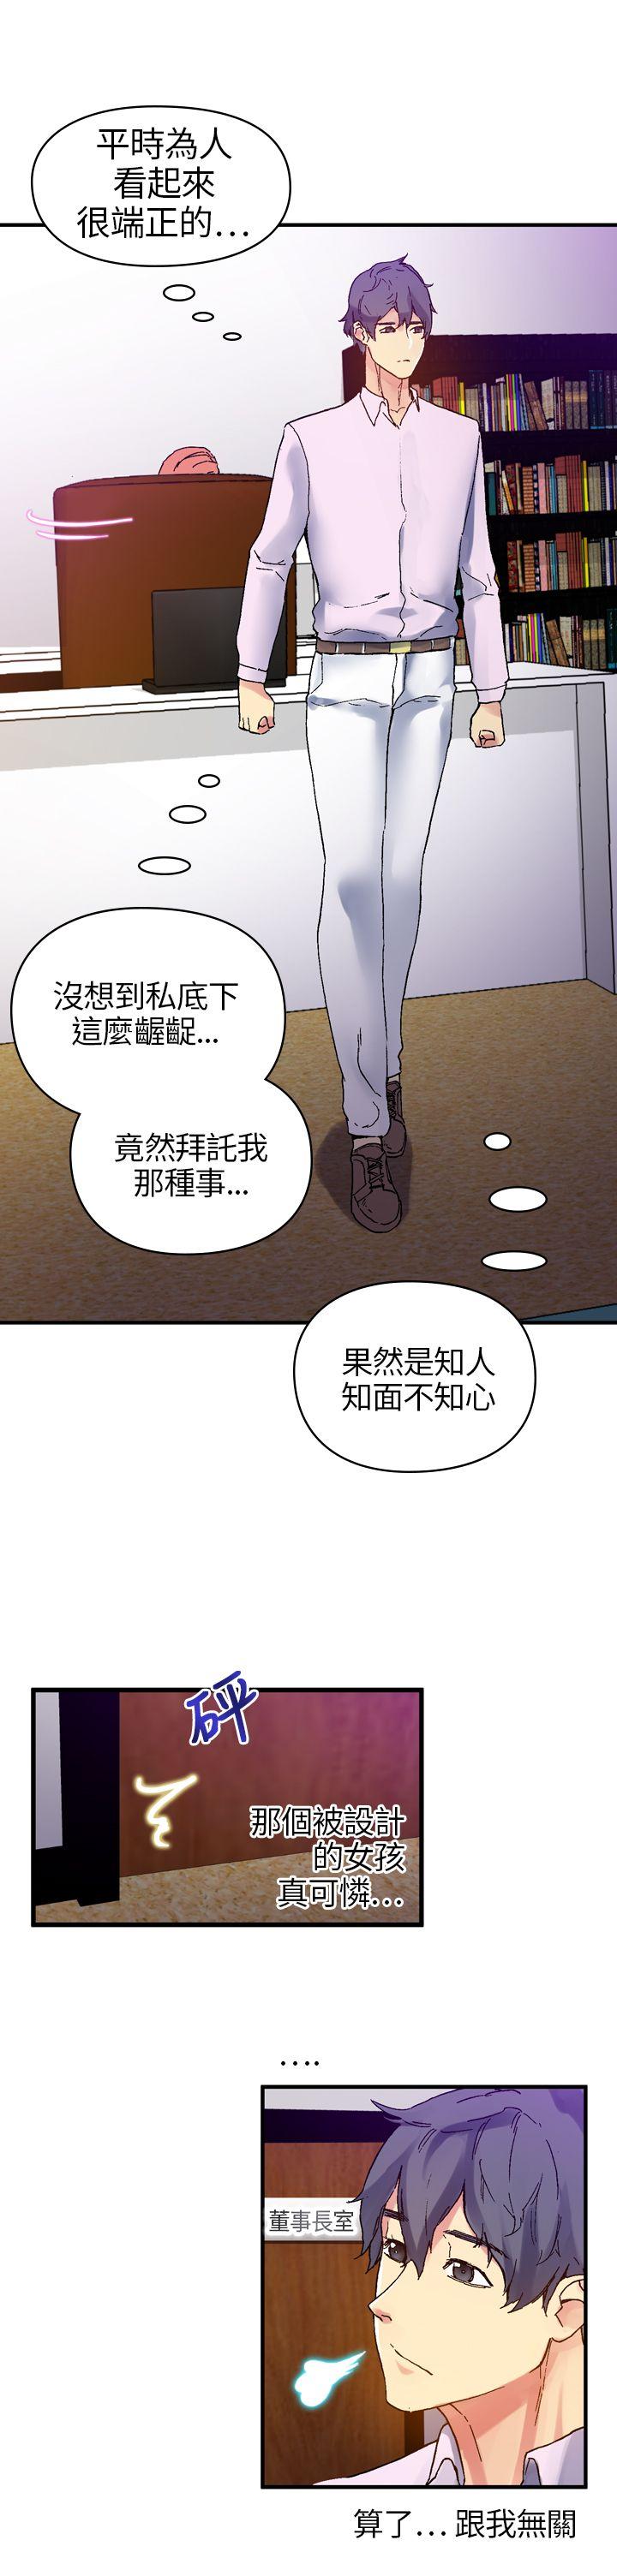 平時為人
看起來
很端正的...
沒想到私底下
這麼齷齪...
竟然拜託我
那種事...
果然是知人
知面不知心
砰
那個被設計
的女孩
真可憐...
....
董事長室
算了...跟我無關